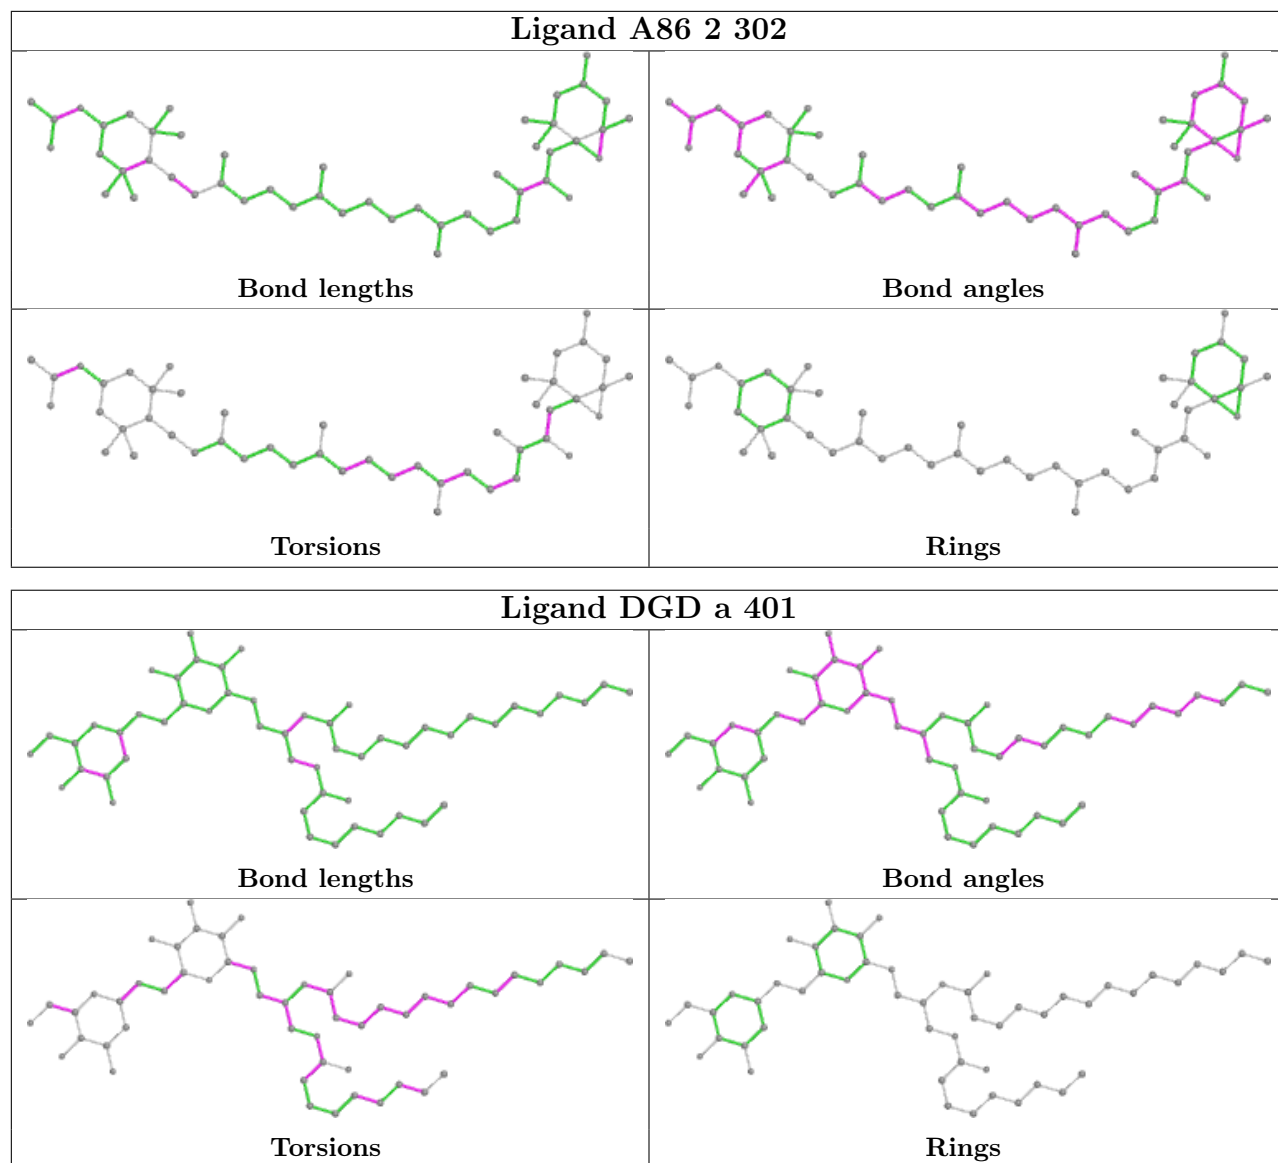 Ligand A86 2 302
Bond lengths
Bond angles
Torsions
Rings
Ligand DGD a 401
Bond lengths
Bond angles
Torsions
Rings